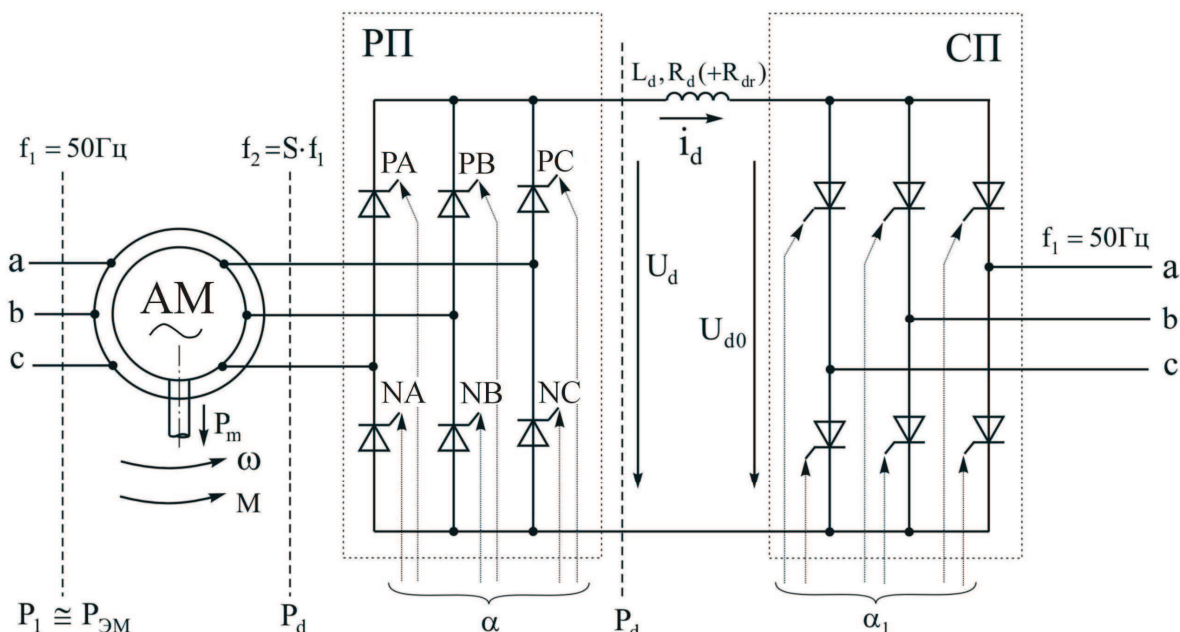 РП
СП
L_d, R_d(+R_dr)
i_d
f_1 = 50Гц
f_2=S·f_1
PA
PB
PC
a
b
c
AM
U_d
U_d0
f_1 = 50Гц
a
b
c
NA
NB
NC
P_m
ω
M
P_1 ≅ P_ЭМ
P_d
α
P_d
α_1